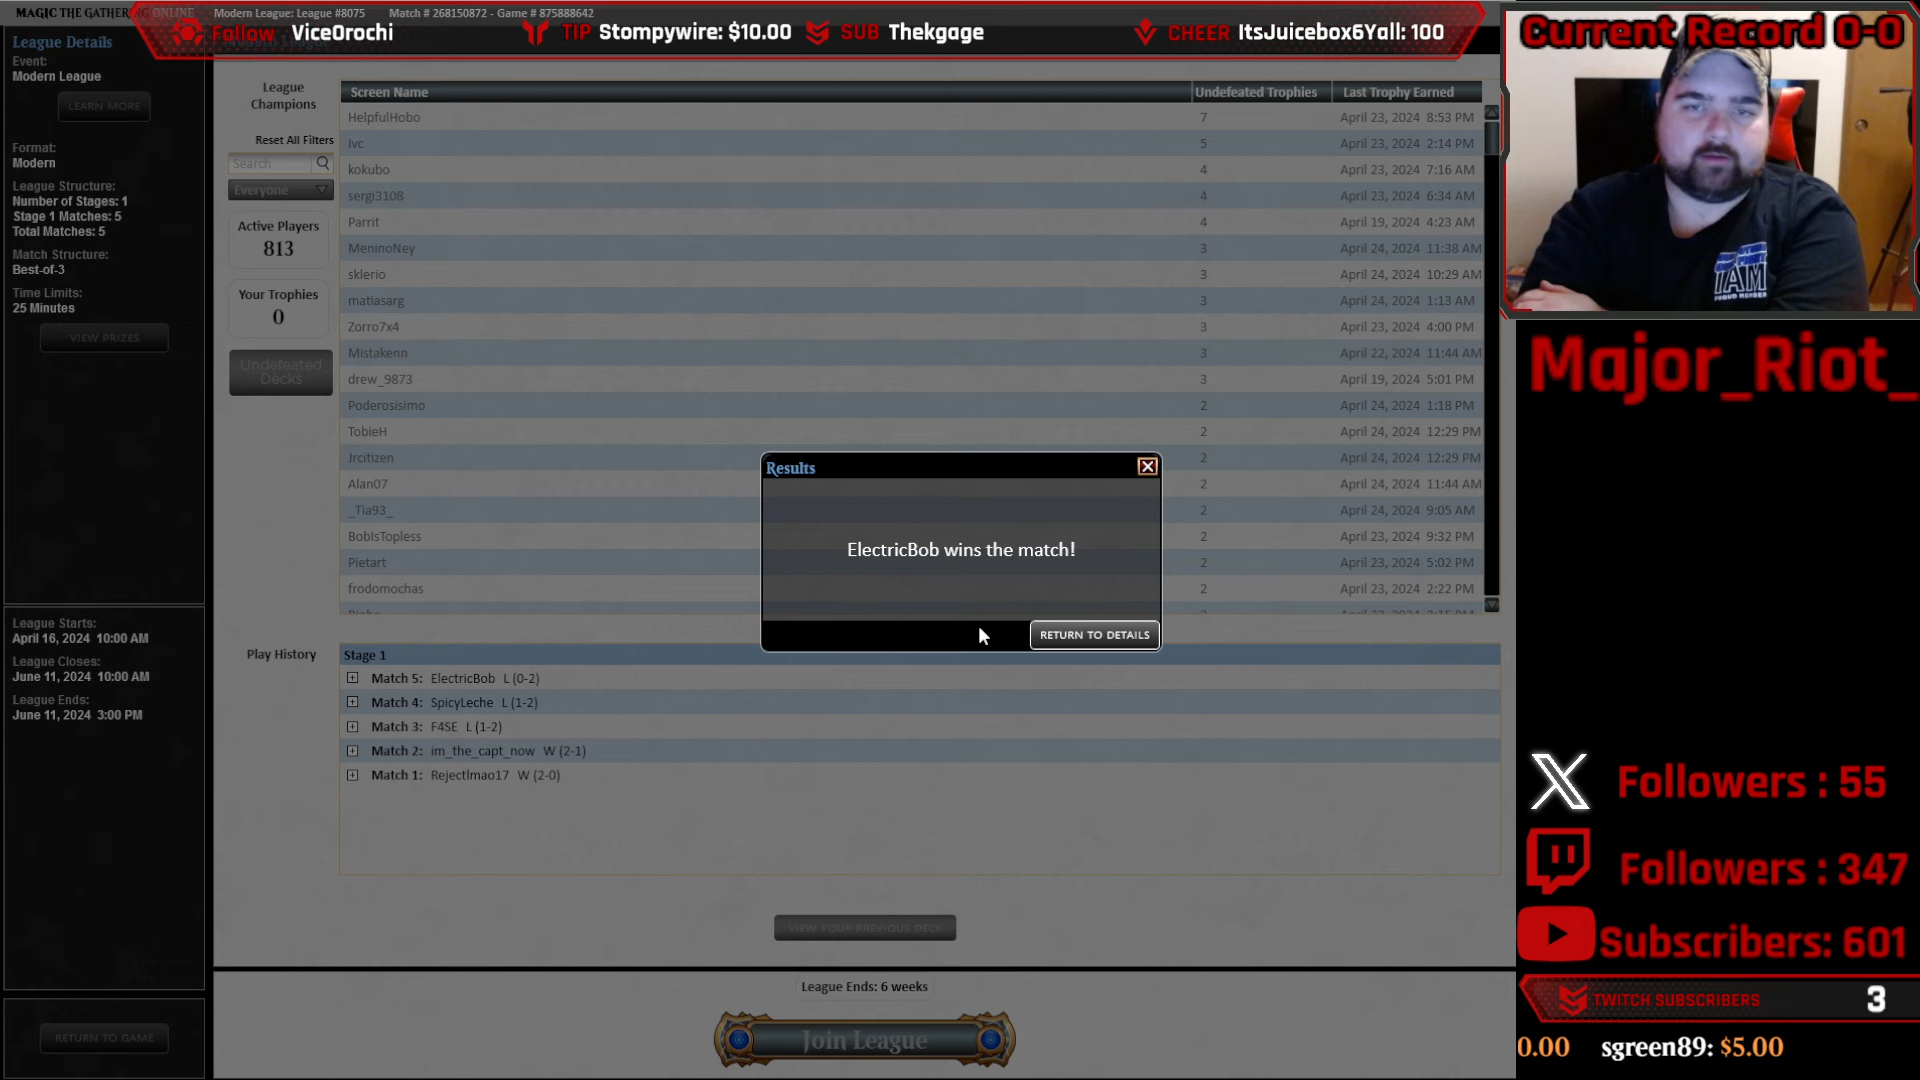 MAGIC THE GATHERING ONLINE
Modern League: League #8075 Match # 268150872 - Game # 875888642
Follow ViceOrochi
TIP Stompywire: $10.00
SUB Thekgage
CHEER ItsJuicebox6Yall: 100
Current Record 0-0
League Details
Event:
Modern League
LEARN MORE
Format:
Modern
League Structure:
Number of Stages: 1
Stage 1 Matches: 5
Total Matches: 5
Match Structure:
Best-of-3
Time Limits:
25 Minutes
VIEW PRIZES
League Starts:
April 16, 2024 10:00 AM
League Closes:
June 11, 2024 10:00 AM
League Ends:
June 11, 2024 3:00 PM
RETURN TO GAME
League
Champions
Reset All Filters
Search
Everyone
Active Players
813
Your Trophies
0
Undefeated
Decks
Screen Name Undefeated Trophies Last Trophy Earned
HelpfulHobo 7 April 23, 2024 8:53 PM
lvc 5 April 23, 2024 2:14 PM
kokubo 4 April 23, 2024 7:16 AM
sergi3108 4 April 23, 2024 6:34 AM
Parrit 4 April 19, 2024 4:23 AM
MeninoNey 3 April 24, 2024 11:38 AM
sklerio 3 April 24, 2024 10:29 AM
matiasarg 3 April 24, 2024 1:13 AM
Zorro7x4 3 April 23, 2024 4:00 PM
Mistakenn 3 April 22, 2024 11:44 AM
drew_9873 3 April 19, 2024 5:01 PM
Poderosisimo 2 April 24, 2024 1:18 PM
TobieH 2 April 24, 2024 12:29 PM
Jrcitizen 2 April 24, 2024 12:29 PM
Alan07 2 April 24, 2024 11:44 AM
_Tia93_ 2 April 24, 2024 9:05 AM
BobIsTopless 2 April 23, 2024 9:32 PM
Pietart 2 April 23, 2024 5:02 PM
frodomochas 2 April 23, 2024 2:22 PM
Results
ElectricBob wins the match!
RETURN TO DETAILS
Play History
Stage 1
Match 5: ElectricBob L (0-2)
Match 4: SpicyLeche L (1-2)
Match 3: F4SE L (1-2)
Match 2: im_the_capt_now W (2-1)
Match 1: Rejectlmao17 W (2-0)
VIEW YOUR PREVIOUS DECK
League Ends: 6 weeks
Join League
IAM
PROUD MEMBER
Major_Riot_
X Followers : 55
Followers : 347
Subscribers: 601
TWITCH SUBSCRIBERS 3
0.00 sgreen89: $5.00